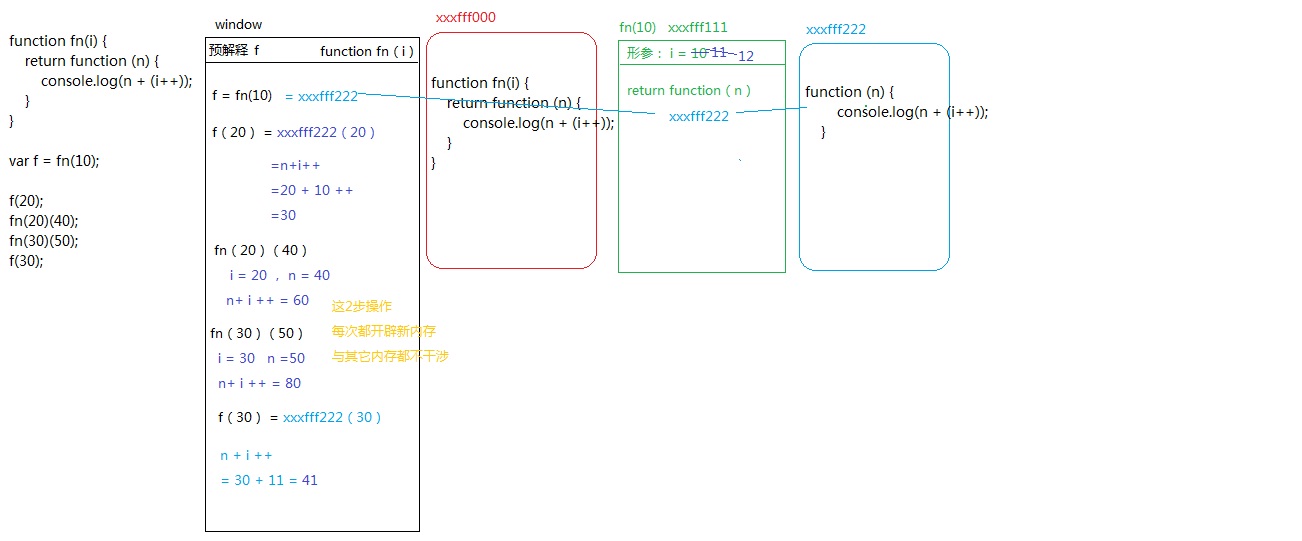 function fn(i) {
return function (n) {
console.log(n + (i++));
}
}
var f = fn(10);
f(20);
fn(20)(40);
fn(30)(50);
f(30);
window
预解释 f function fn ( i )
f = fn(10) = xxxfff222
f ( 20 ) = xxxfff222 ( 20 )
=n+i++
=20 + 10 ++
=30
fn ( 20 ) ( 40 )
i = 20 , n = 40
n+ i ++ = 60
这2步操作
每次都开辟新内存
与其它内存都不干涉
fn ( 30 ) ( 50 )
i = 30 n =50
n+ i ++ = 80
f ( 30 ) = xxxfff222 ( 30 )
n + i ++
= 30 + 11 = 41
xxxfff000
function fn(i) {
return function (n) {
console.log(n + (i++));
}
}
fn(10) xxxfff111
形参 : i = 10 11 12
return function ( n )
xxxfff222
xxxfff222
function (n) {
console.log(n + (i++));
}